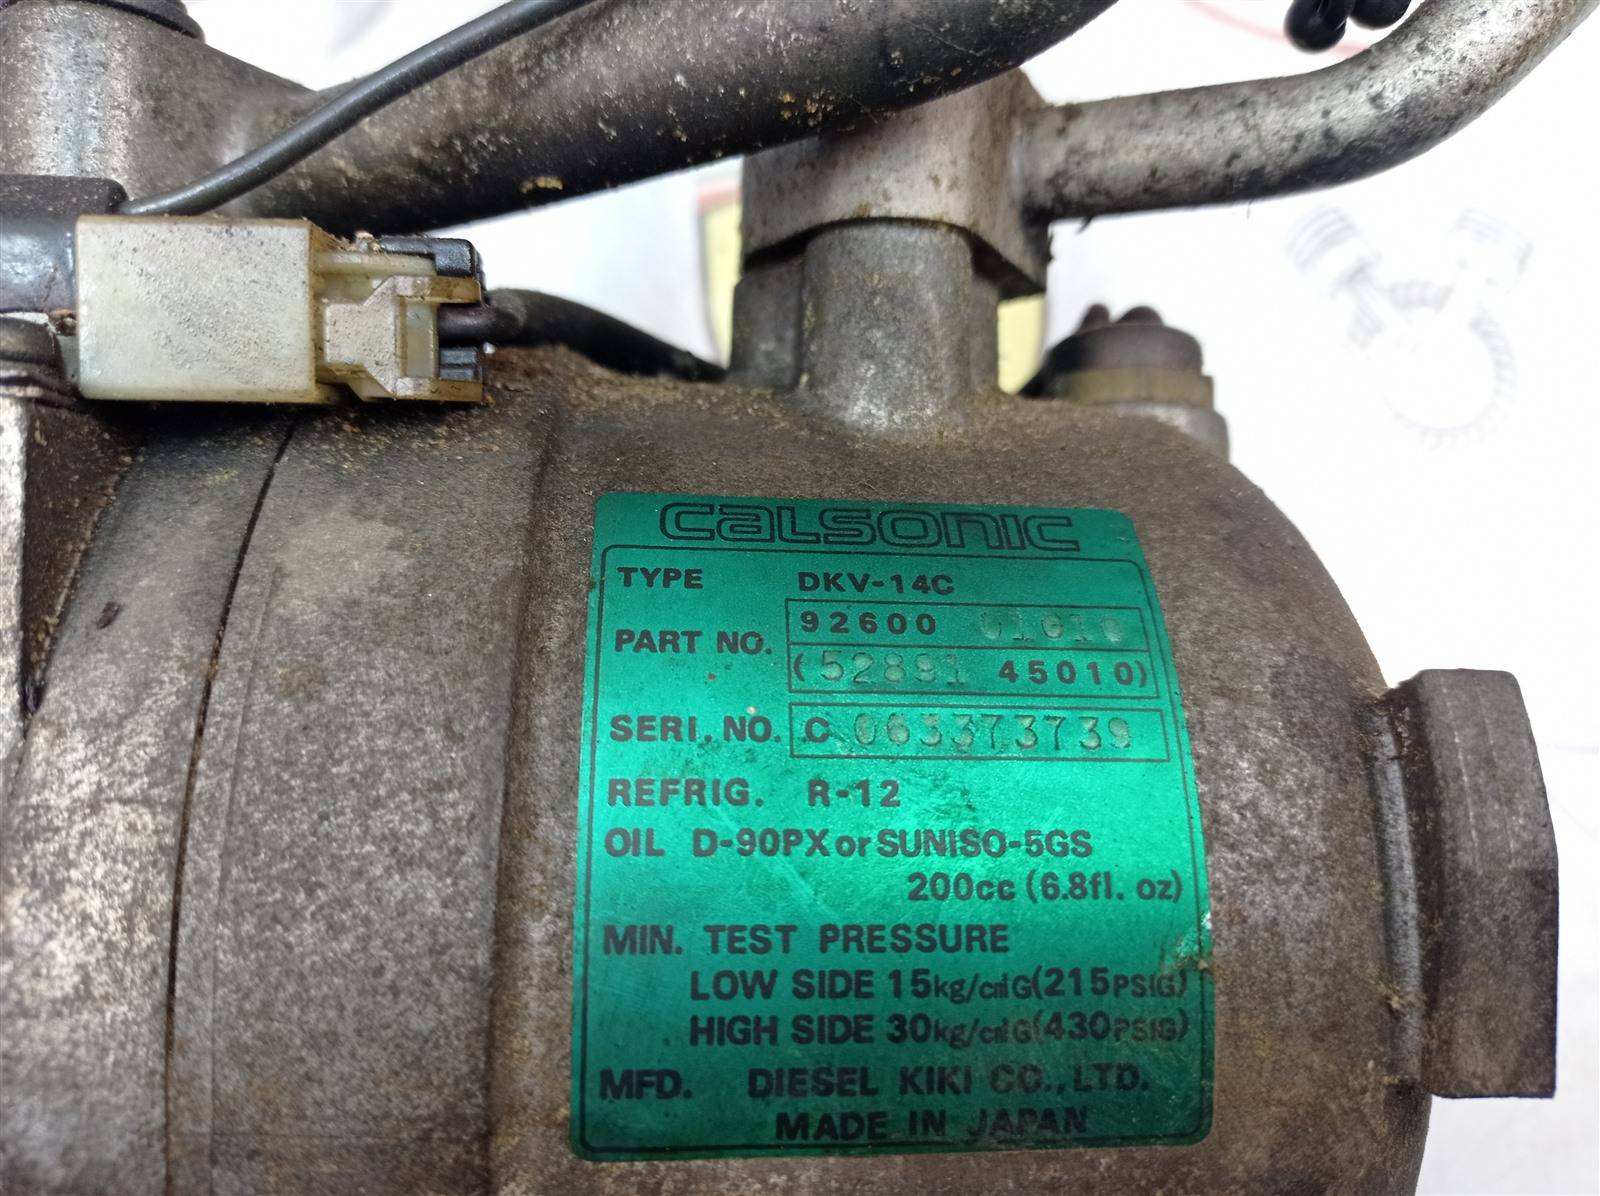 CALSONIC
TYPE DKV-14C
PART NO. 92600 01G10
(52891 45010)
SERI. NO. C 063373739
REFRIG. R-12
OIL D-90PX or SUNISO-5GS
200cc (6.8fl. oz)
MIN. TEST PRESSURE
LOW SIDE 15kg/c㎡G(215PSIG)
HIGH SIDE 30kg/c㎡G(430PSIG)
MFD. DIESEL KIKI CO., LTD.
MADE IN JAPAN